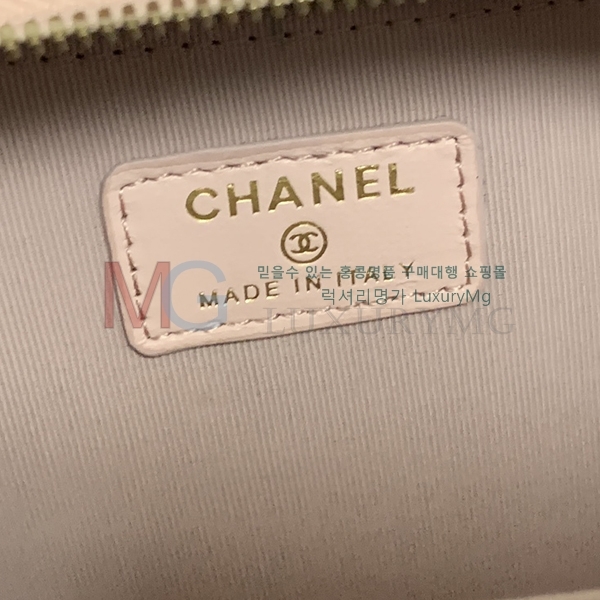 CHANEL
MADE IN ITALY
믿을수 있는 홍콩명품 구매대행 쇼핑몰
럭셔리명가 LuxuryMg
MG LUXURYMG